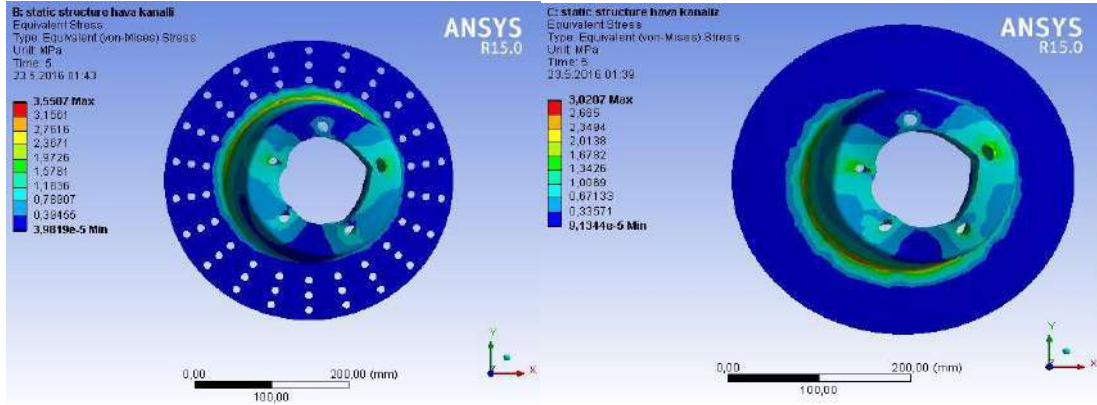 B: static structure hava kanalli
Equivalent Stress
Type: Equivalent (von-Mises) Stress
Unit: MPa
Time: 5
23.5.2016 01:43
3,5507 Max
3,1561
2,7616
2,3671
1,9726
1,5781
1,1836
0,78907
0,39455
3,9819e-5 Min
ANSYS
R15.0
0,00
200,00 (mm)
100,00
Y
X
C: static structure hava kanaliz
Equivalent Stress
Type: Equivalent (von-Mises) Stress
Unit: MPa
Time: 5
23.5.2016 01:39
3,0207 Max
2,685
2,3494
2,0138
1,6782
1,3426
1,0069
0,67133
0,33571
9,1344e-5 Min
ANSYS
R15.0
0,00
200,00 (mm)
100,00
Y
X